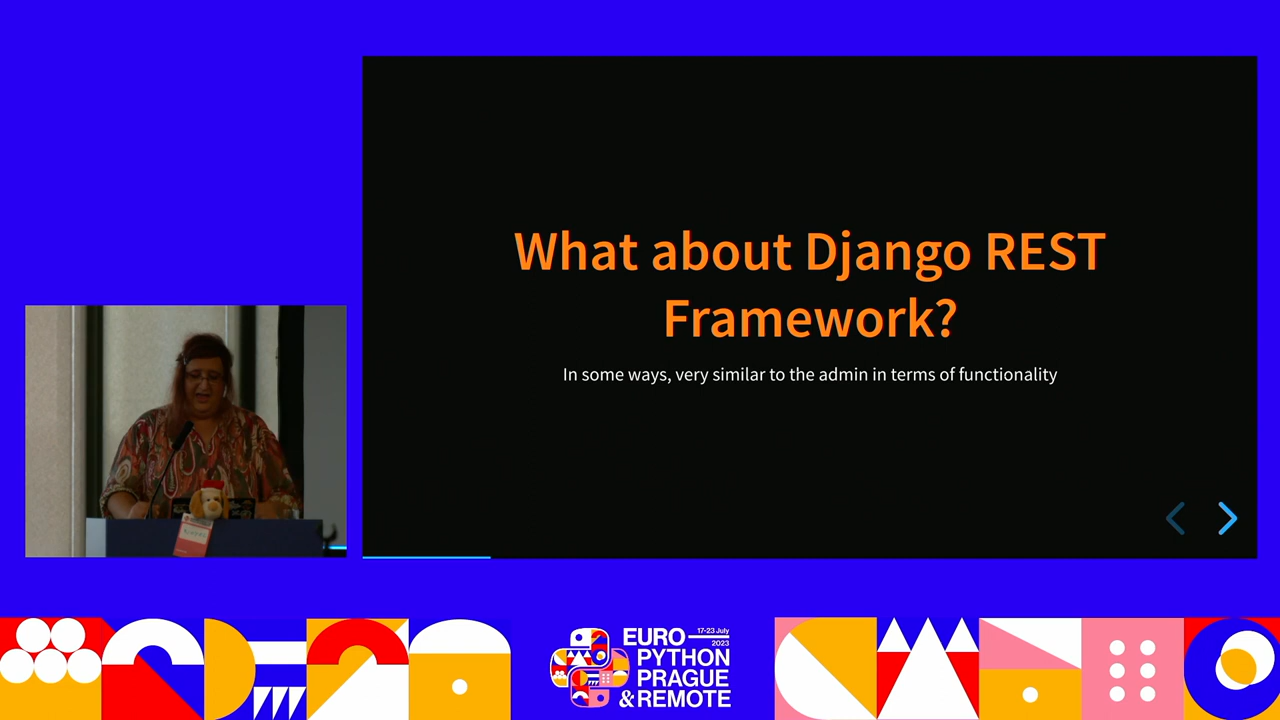 What about Django REST
Framework?
In some ways, very similar to the admin in terms of functionality
EURO
17-23 July
2023
PYTHON
PRAGUE
& REMOTE